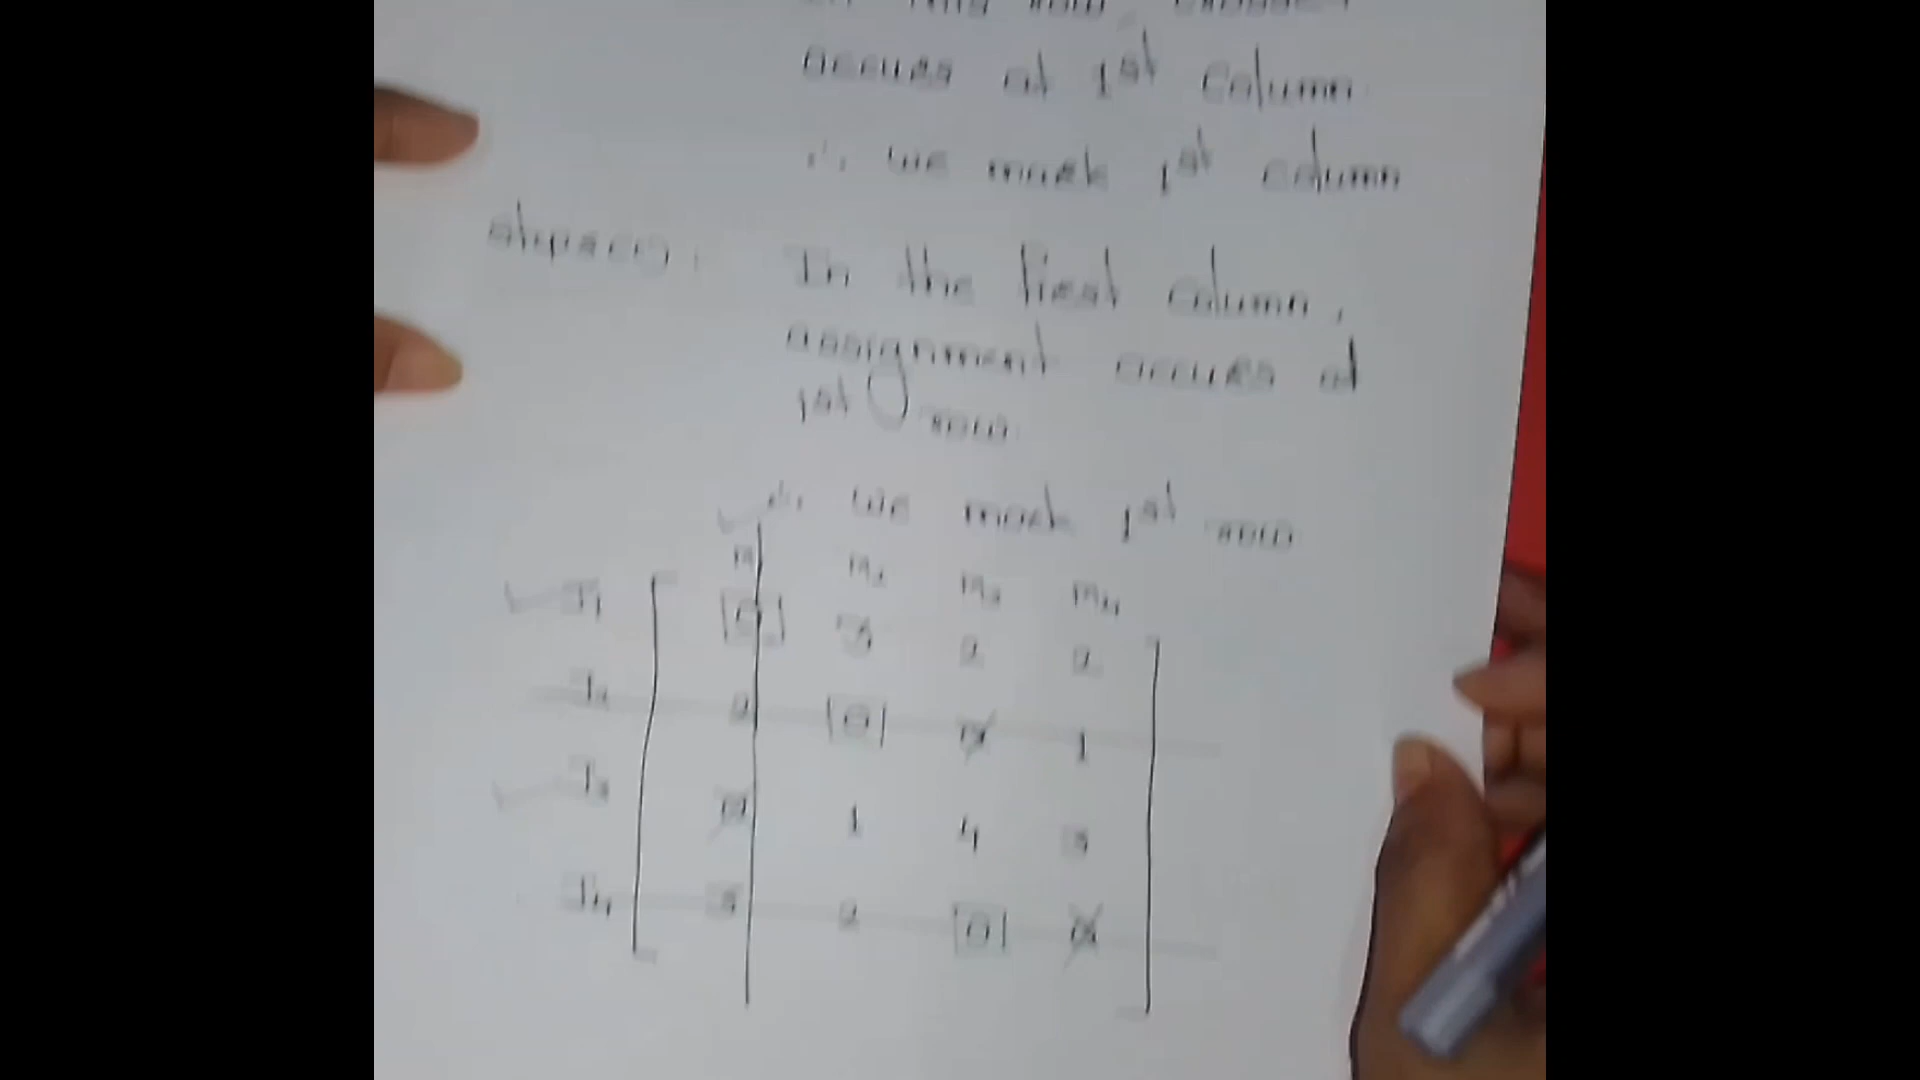 occurs at 1st column.
∴ we mark 1st column
In the first column,
assignment occurs at
1st row.
∴ we mark 1st row
M1 M2 M3 M4
✓ J1 [0] 3 2 2
J2 2 [0] 0 1
✓ J3 0 1 4 3
J4 3 2 [0] 0